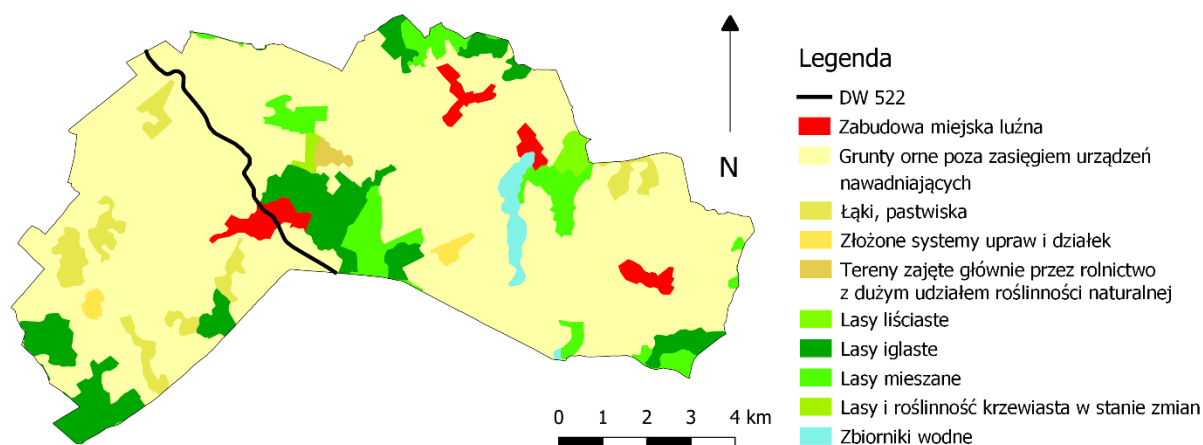 N
Legenda
DW 522
Zabudowa miejska luźna
Grunty orne poza zasięgiem urządzeń
nawadniających
Łąki, pastwiska
Złożone systemy upraw i działek
Tereny zajęte głównie przez rolnictwo
z dużym udziałem roślinności naturalnej
Lasy liściaste
Lasy iglaste
Lasy mieszane
Lasy i roślinność krzewiasta w stanie zmian
Zbiorniki wodne
0 1 2 3 4 km